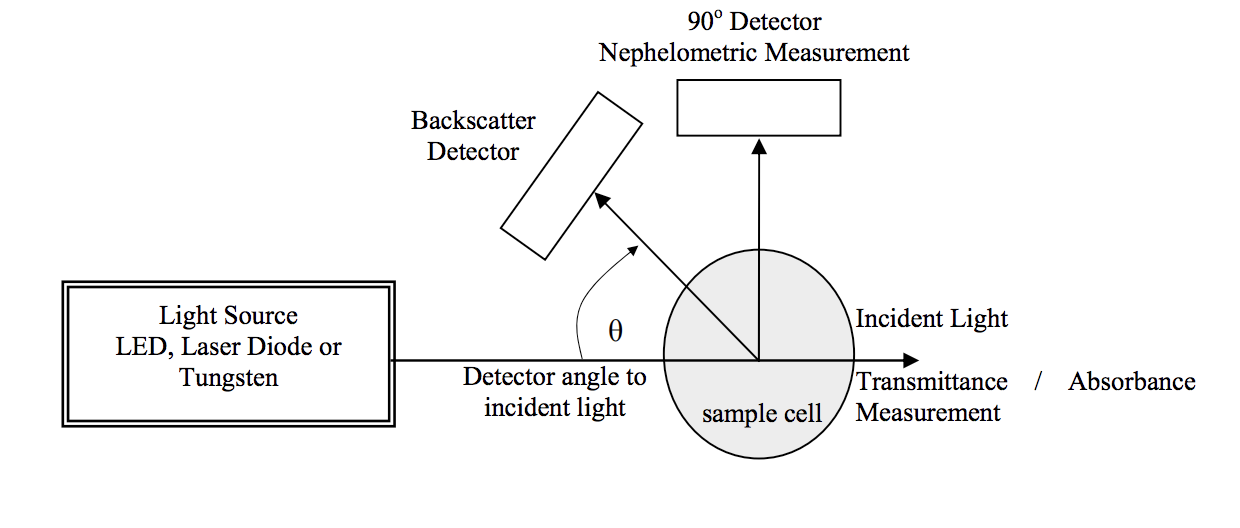 90° Detector
Nephelometric Measurement
Backscatter
Detector
Light Source
LED, Laser Diode or
Tungsten
θ
Detector angle to
incident light
sample cell
Incident Light
Transmittance / Absorbance
Measurement